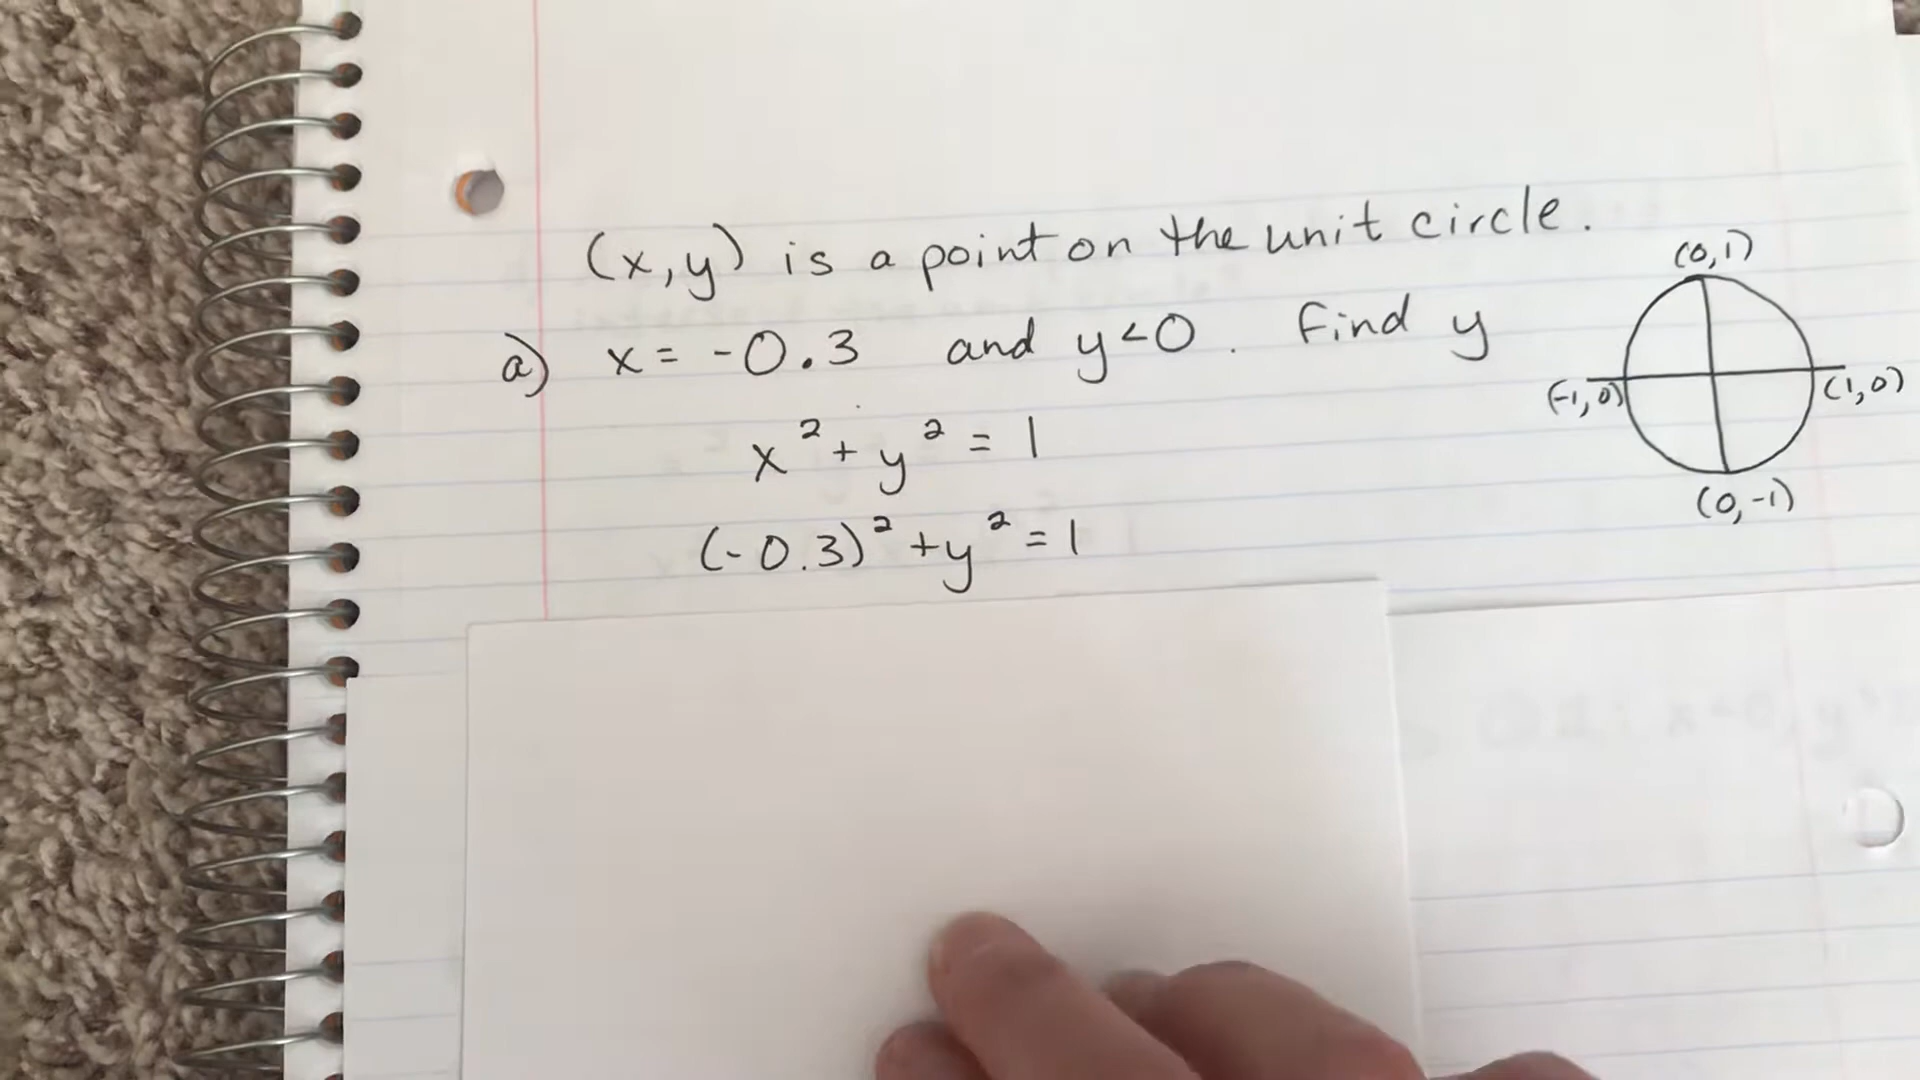 (x,y) is a point on the unit circle.
a) x = -0.3 and y<0. Find y
x² + y² = 1
(-0.3)² + y² = 1
(0,1)
(-1,0)
(1,0)
(0,-1)